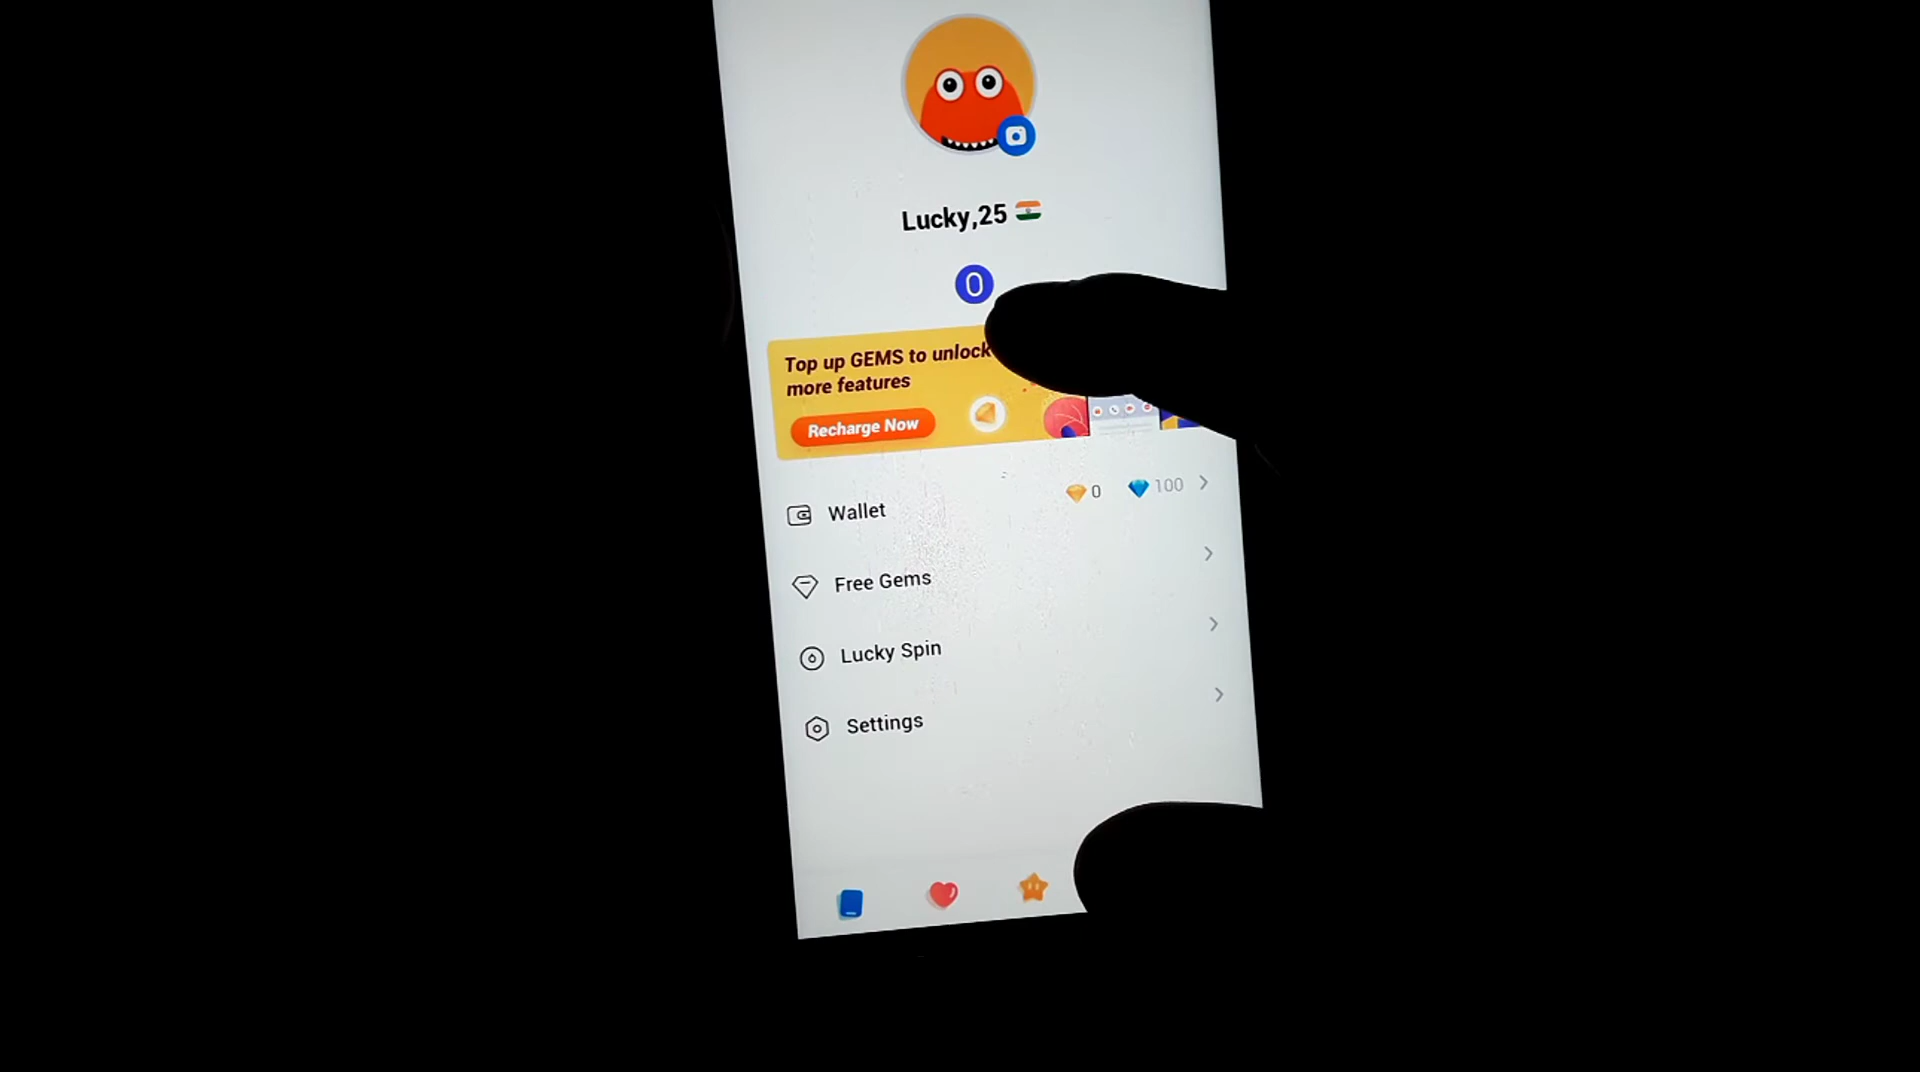 Lucky,25
0
Top up GEMS to unlock
more features
Recharge Now
Wallet
0
100
Free Gems
Lucky Spin
Settings